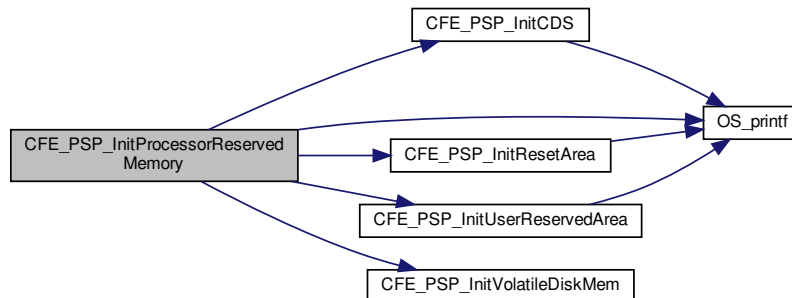 CFE_PSP_InitCDS
OS_printf
CFE_PSP_InitProcessorReserved
Memory
CFE_PSP_InitResetArea
CFE_PSP_InitUserReservedArea
CFE_PSP_InitVolatileDiskMem